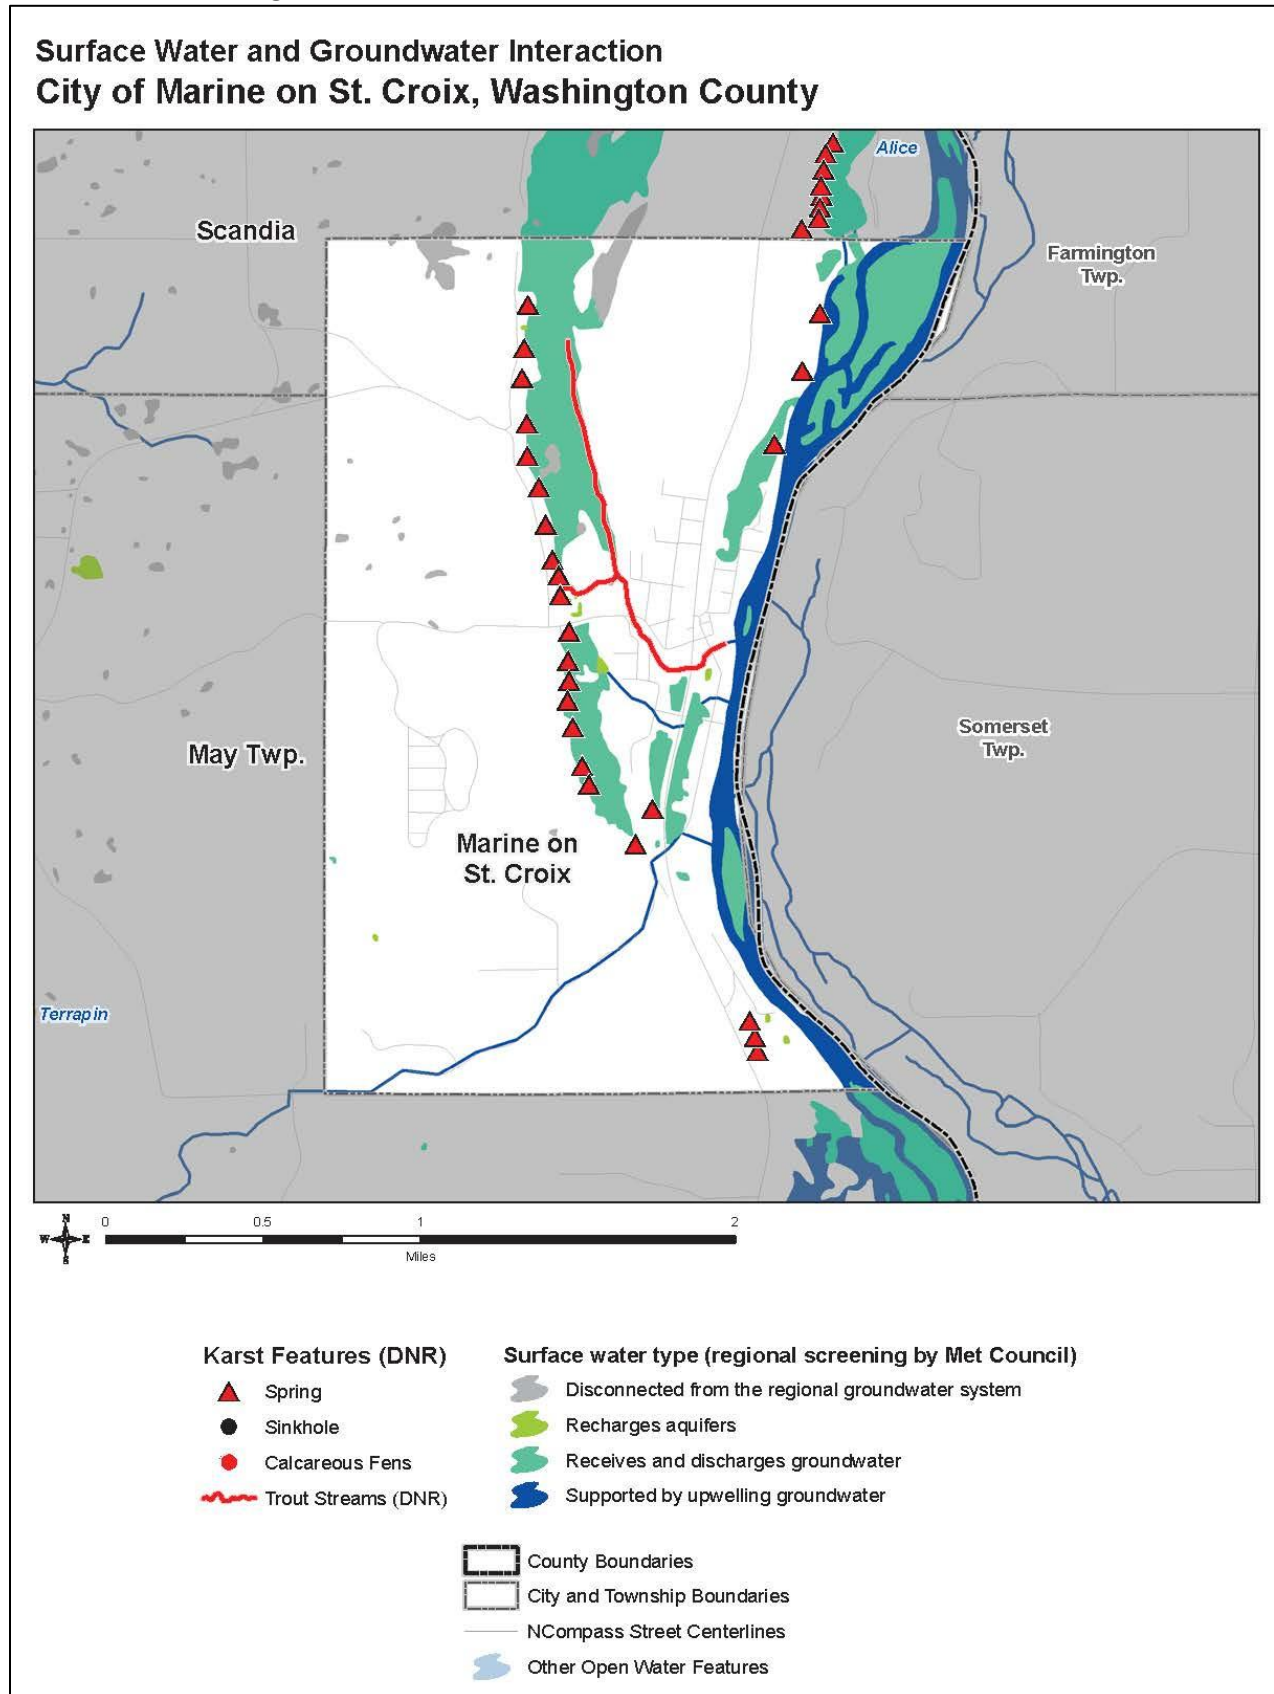 Surface Water and Groundwater Interaction
City of Marine on St. Croix, Washington County
Alice
Scandia
Farmington
Twp.
Somerset
Twp.
May Twp.
Marine on
St. Croix
Terrapin
N
W E
S
0 0.5 1 2
Miles
Karst Features (DNR)
Spring
Sinkhole
Calcareous Fens
Trout Streams (DNR)
Surface water type (regional screening by Met Council)
Disconnected from the regional groundwater system
Recharges aquifers
Receives and discharges groundwater
Supported by upwelling groundwater
County Boundaries
City and Township Boundaries
NCompass Street Centerlines
Other Open Water Features